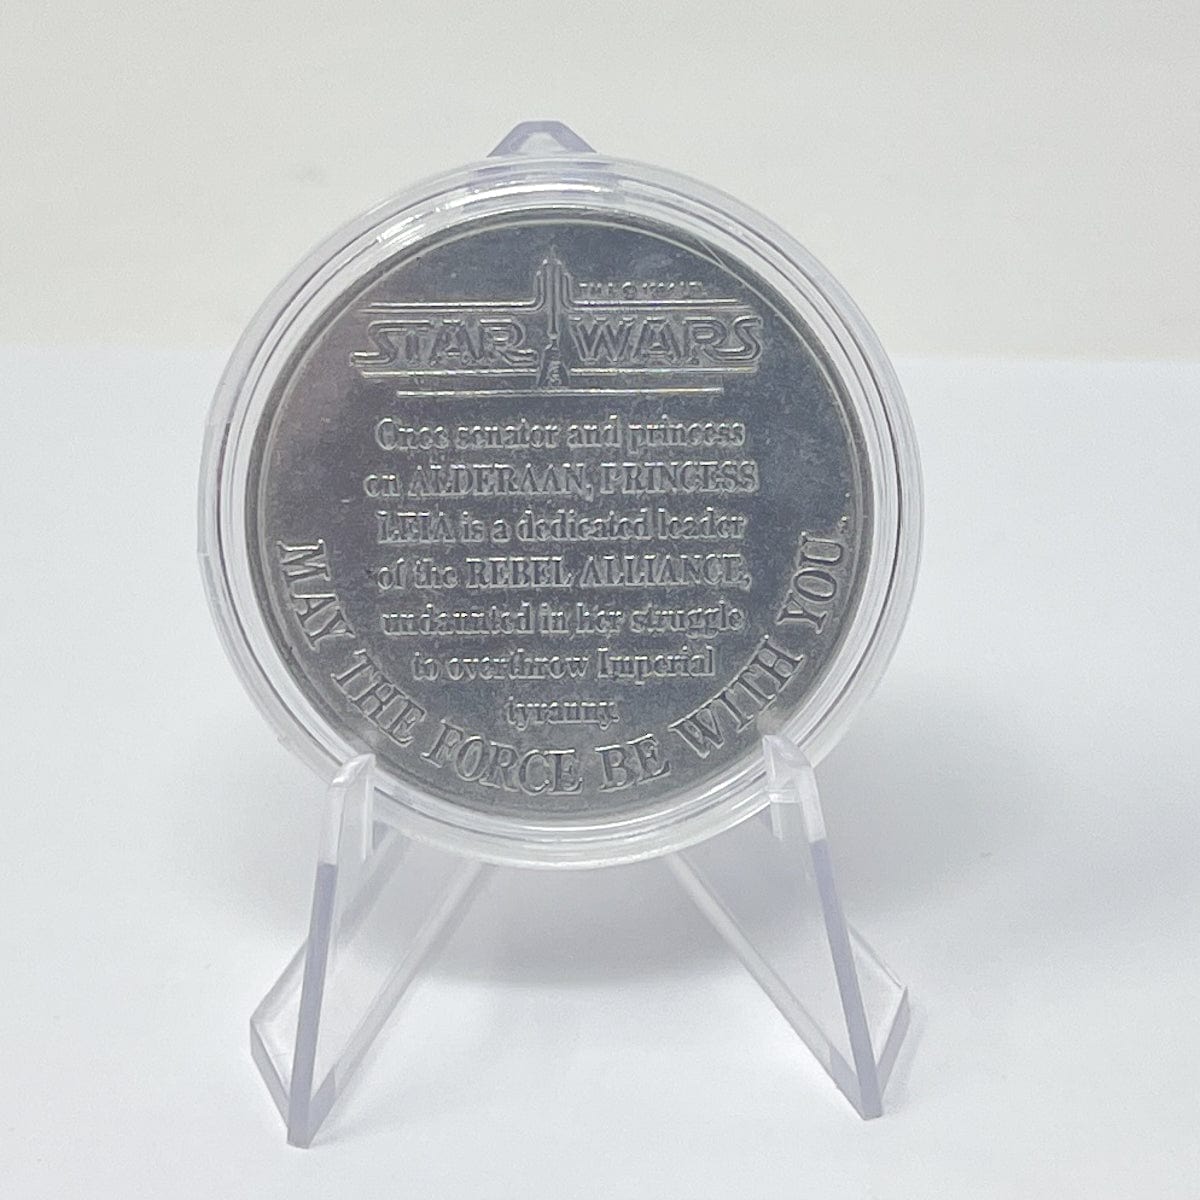 STAR WARS
Once senator and princess
on ALDERAAN, PRINCESS
LEIA is a dedicated leader
of the REBEL ALLIANCE,
undaunted in her struggle
to overthrow Imperial
tyranny.
MAY THE FORCE BE WITH YOU